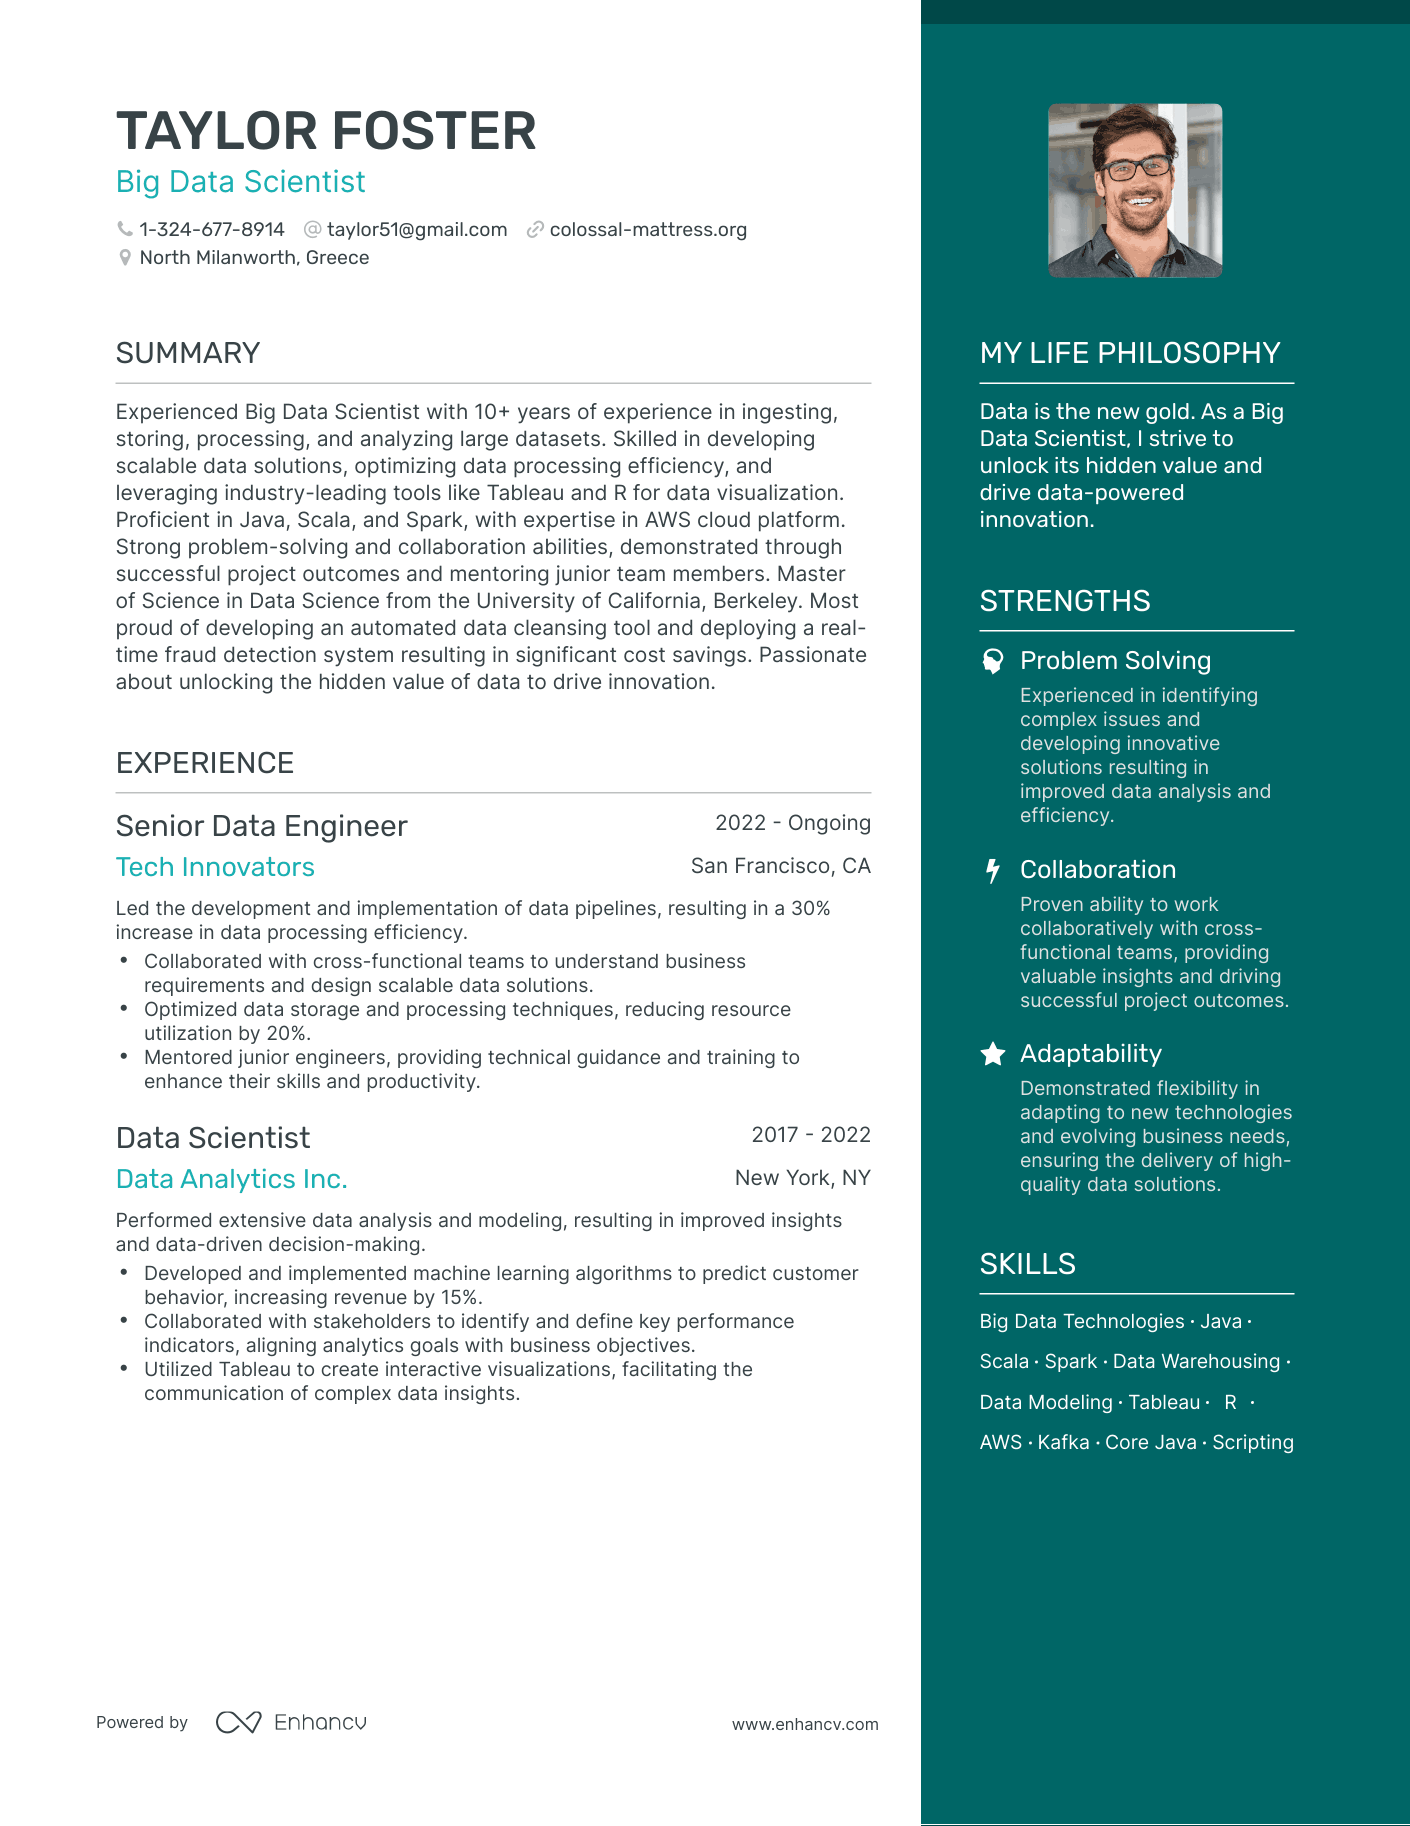 TAYLOR FOSTER
Big Data Scientist
1-324-677-8914 taylor51@gmail.com colossal-mattress.org
North Milanworth, Greece
SUMMARY
Experienced Big Data Scientist with 10+ years of experience in ingesting,
storing, processing, and analyzing large datasets. Skilled in developing
scalable data solutions, optimizing data processing efficiency, and
leveraging industry-leading tools like Tableau and R for data visualization.
Proficient in Java, Scala, and Spark, with expertise in AWS cloud platform.
Strong problem-solving and collaboration abilities, demonstrated through
successful project outcomes and mentoring junior team members. Master
of Science in Data Science from the University of California, Berkeley. Most
proud of developing an automated data cleansing tool and deploying a real-
time fraud detection system resulting in significant cost savings. Passionate
about unlocking the hidden value of data to drive innovation.
EXPERIENCE
Senior Data Engineer 2022 - Ongoing
Tech Innovators San Francisco, CA
Led the development and implementation of data pipelines, resulting in a 30%
increase in data processing efficiency.
• Collaborated with cross-functional teams to understand business
requirements and design scalable data solutions.
• Optimized data storage and processing techniques, reducing resource
utilization by 20%.
• Mentored junior engineers, providing technical guidance and training to
enhance their skills and productivity.
Data Scientist 2017 - 2022
Data Analytics Inc. New York, NY
Performed extensive data analysis and modeling, resulting in improved insights
and data-driven decision-making.
• Developed and implemented machine learning algorithms to predict customer
behavior, increasing revenue by 15%.
• Collaborated with stakeholders to identify and define key performance
indicators, aligning analytics goals with business objectives.
• Utilized Tableau to create interactive visualizations, facilitating the
communication of complex data insights.
MY LIFE PHILOSOPHY
Data is the new gold. As a Big
Data Scientist, I strive to
unlock its hidden value and
drive data-powered
innovation.
STRENGTHS
Problem Solving
Experienced in identifying
complex issues and
developing innovative
solutions resulting in
improved data analysis and
efficiency.
Collaboration
Proven ability to work
collaboratively with cross-
functional teams, providing
valuable insights and driving
successful project outcomes.
Adaptability
Demonstrated flexibility in
adapting to new technologies
and evolving business needs,
ensuring the delivery of high-
quality data solutions.
SKILLS
Big Data Technologies · Java ·
Scala · Spark · Data Warehousing ·
Data Modeling · Tableau · R ·
AWS · Kafka · Core Java · Scripting
Powered by Enhancv www.enhancv.com